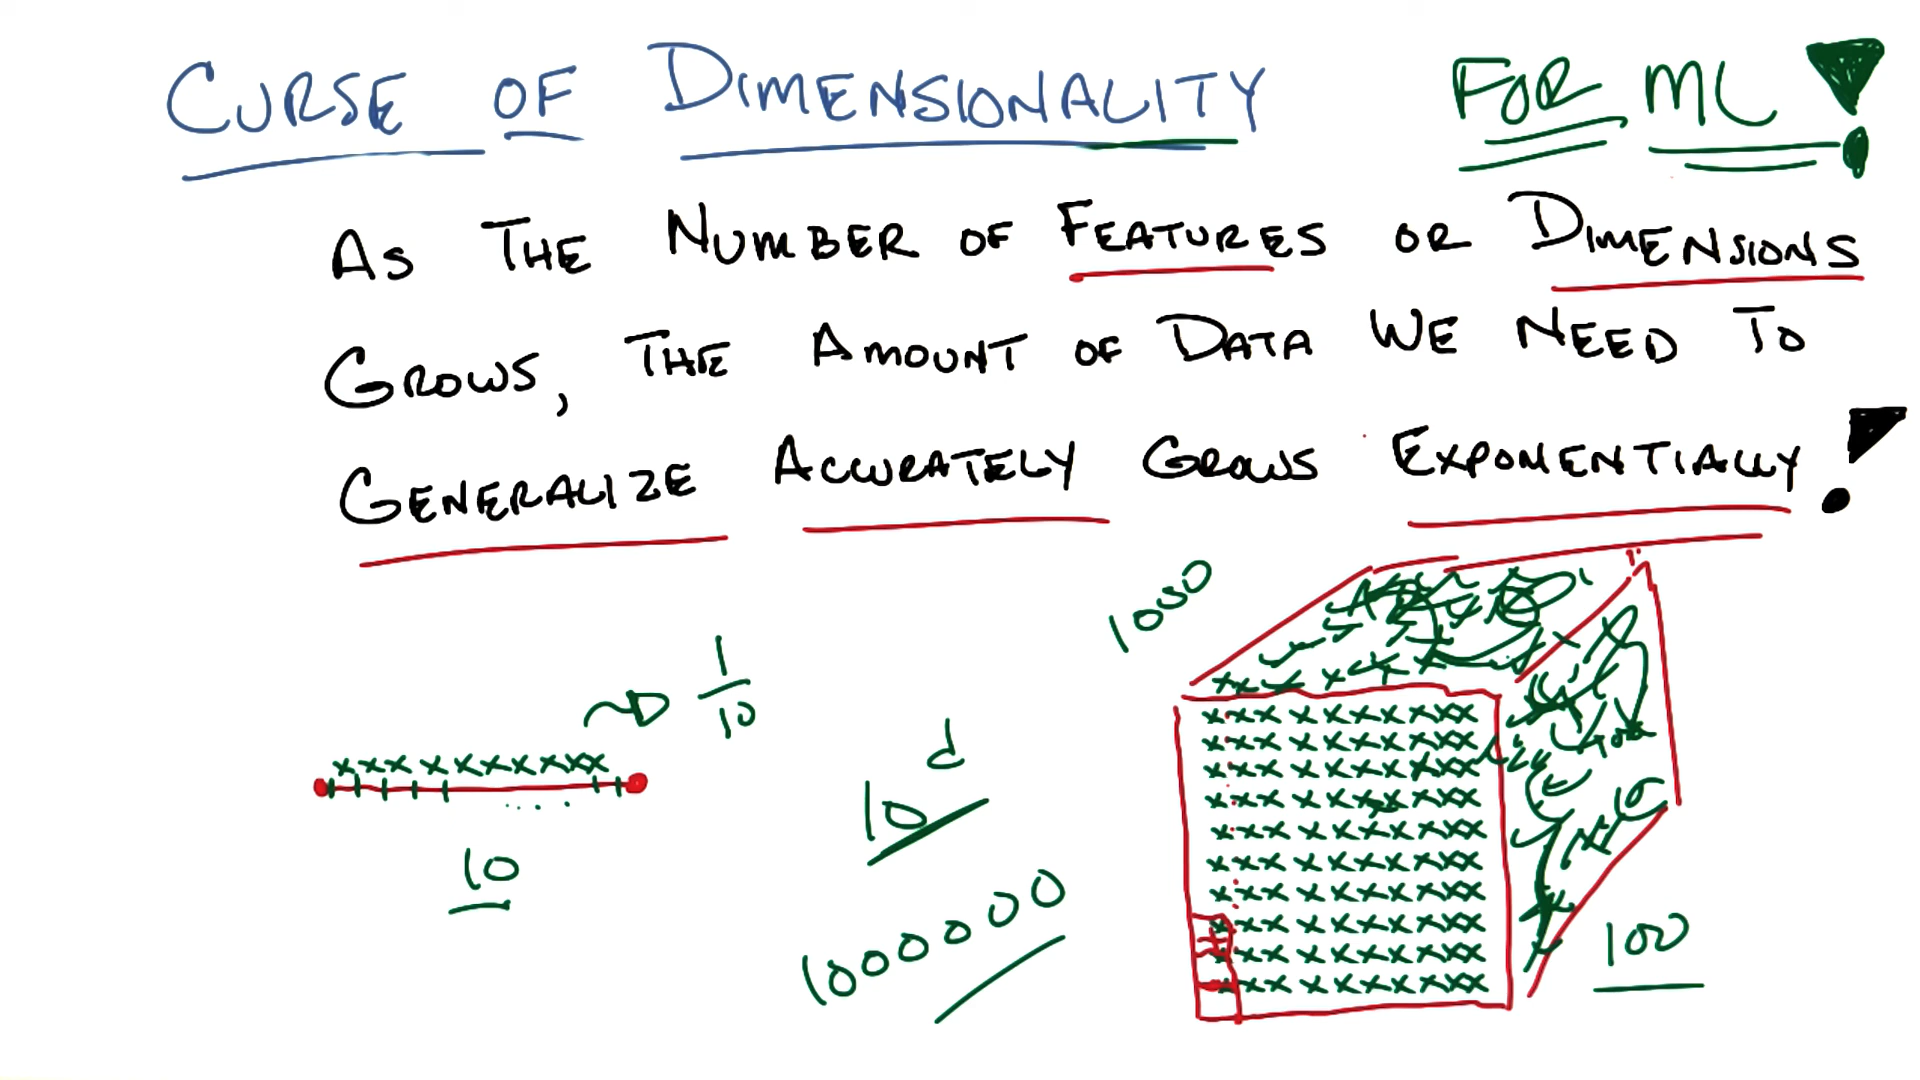 CURSE OF DIMENSIONALITY FOR ML!
AS THE NUMBER OF FEATURES OR DIMENSIONS
GROWS, THE AMOUNT OF DATA WE NEED TO
GENERALIZE ACCURATELY GROWS EXPONENTIALLY!
1000
1/10
xxxxxxxxxx
10
10^d
1000000
100